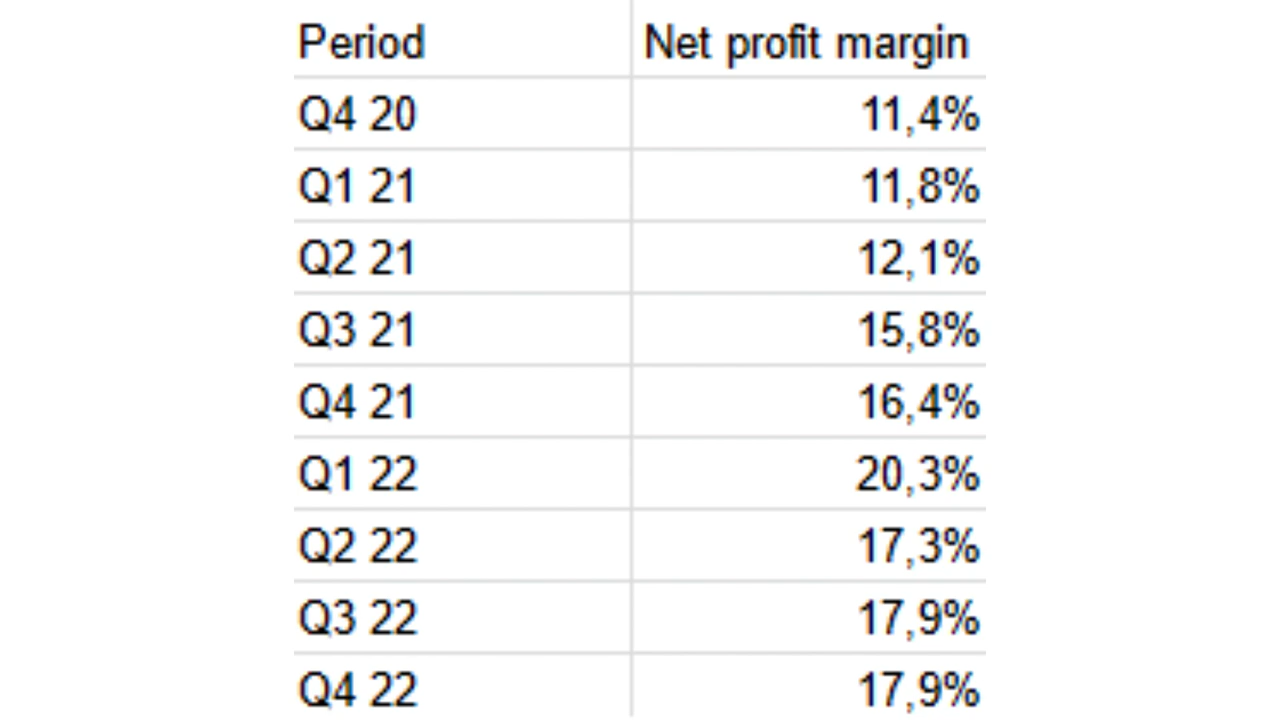 Period Net profit margin
Q4 20 11,4%
Q1 21 11,8%
Q2 21 12,1%
Q3 21 15,8%
Q4 21 16,4%
Q1 22 20,3%
Q2 22 17,3%
Q3 22 17,9%
Q4 22 17,9%